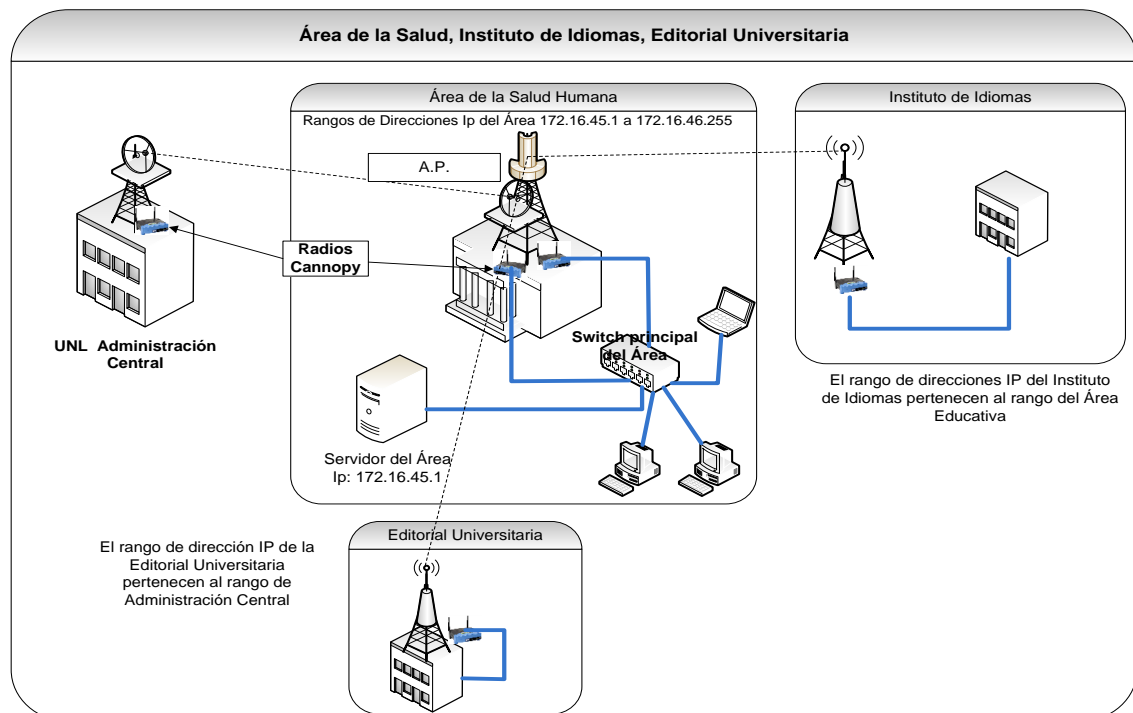 Área de la Salud, Instituto de Idiomas, Editorial Universitaria
Área de la Salud Humana
Rangos de Direcciones Ip del Área 172.16.45.1 a 172.16.46.255
A.P.
Instituto de Idiomas
Radios
Cannopy
UNL Administración
Central
Switch principal
del Área
Servidor del Área
Ip: 172.16.45.1
El rango de direcciones IP del Instituto
de Idiomas pertenecen al rango del Área
Educativa
El rango de dirección IP de la
Editorial Universitaria
pertenecen al rango de
Administración Central
Editorial Universitaria